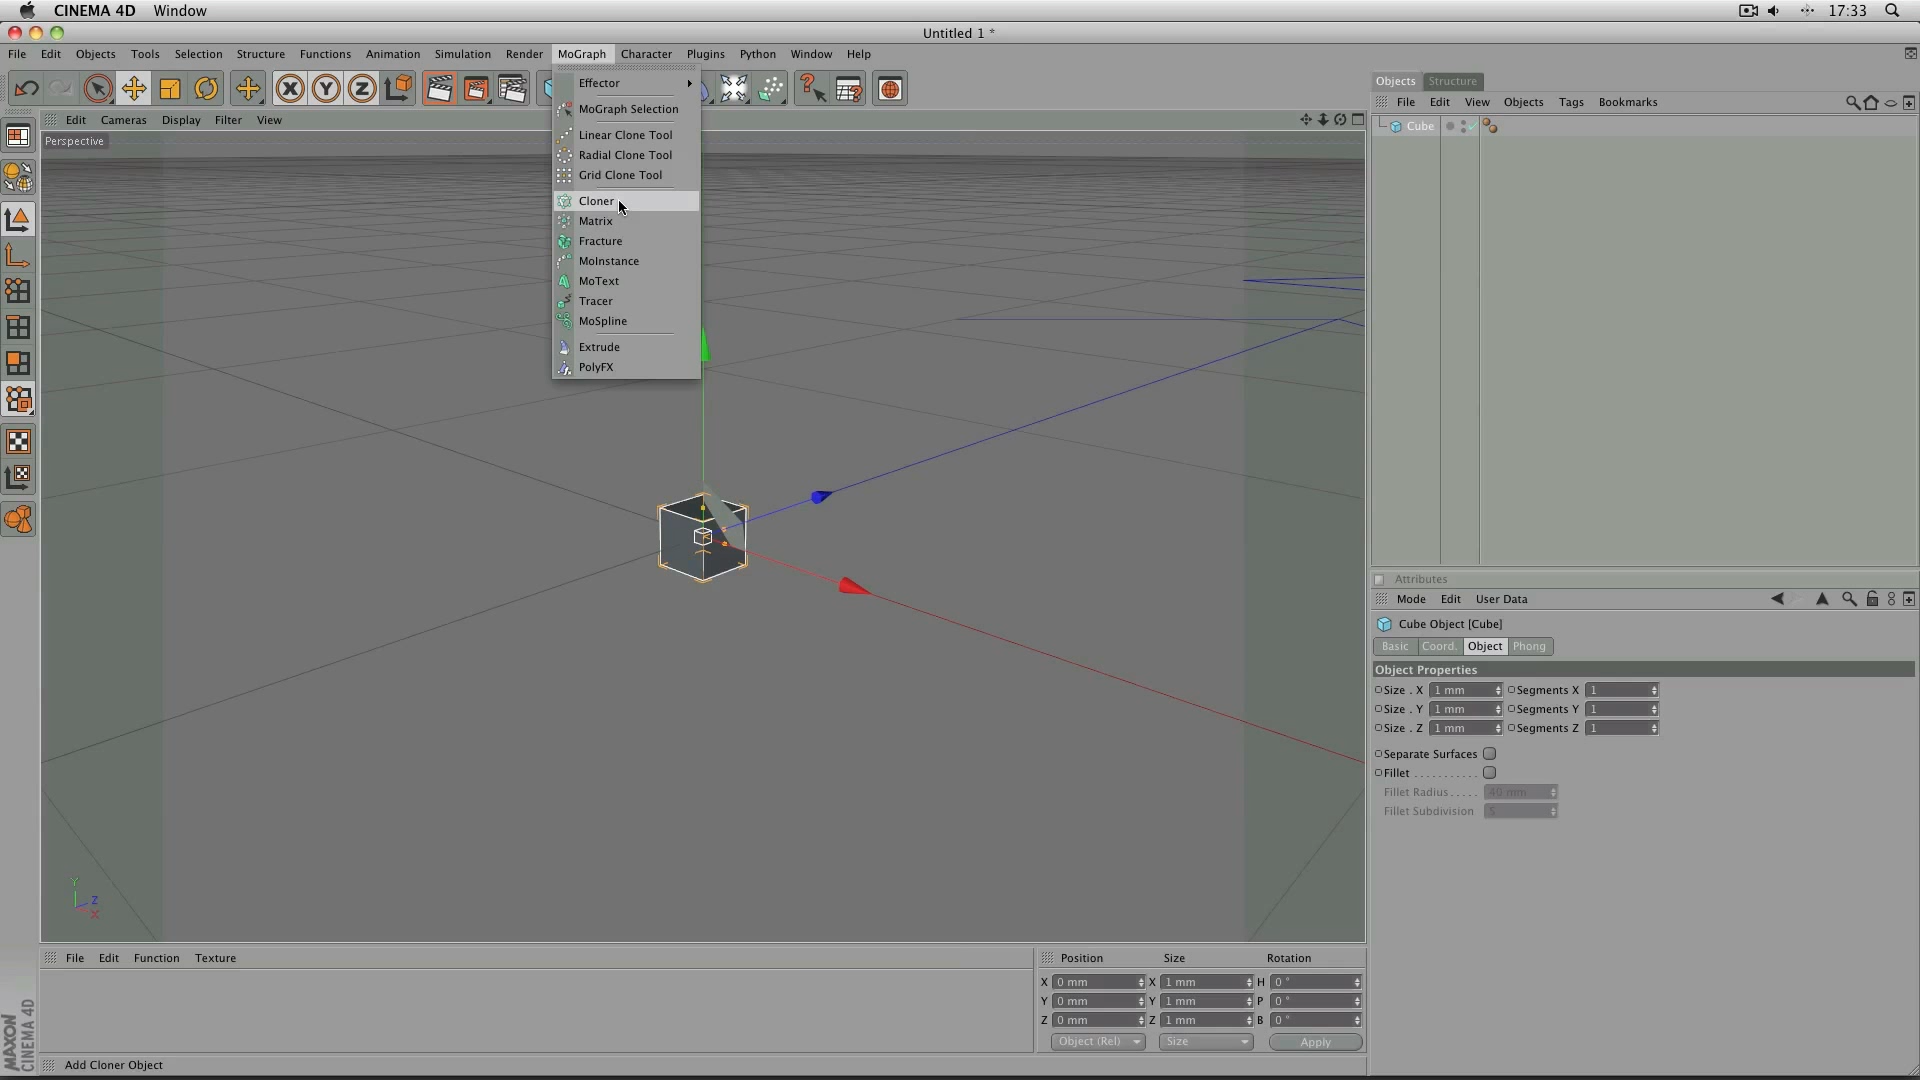 CINEMA 4D Window 17:33
Untitled 1 *
File Edit Objects Tools Selection Structure Functions Animation Simulation Render MoGraph Character Plugins Python Window Help
Effector
MoGraph Selection
Linear Clone Tool
Radial Clone Tool
Grid Clone Tool
Cloner
Matrix
Fracture
MoInstance
MoText
Tracer
MoSpline
Extrude
PolyFX
X Y Z
Edit Cameras Display Filter View
Perspective
Y
Z
X
Objects Structure
File Edit View Objects Tags Bookmarks
Cube
Attributes
Mode Edit User Data
Cube Object [Cube]
Basic Coord. Object Phong
Object Properties
Size . X 1 mm Segments X 1
Size . Y 1 mm Segments Y 1
Size . Z 1 mm Segments Z 1
Separate Surfaces
Fillet . . . . . . . . . . .
Fillet Radius . . . . . 40 mm
Fillet Subdivision 5
File Edit Function Texture
Position Size Rotation
X 0 mm X 1 mm H 0 °
Y 0 mm Y 1 mm P 0 °
Z 0 mm Z 1 mm B 0 °
Object (Rel) Size Apply
MAXON
CINEMA 4D
Add Cloner Object